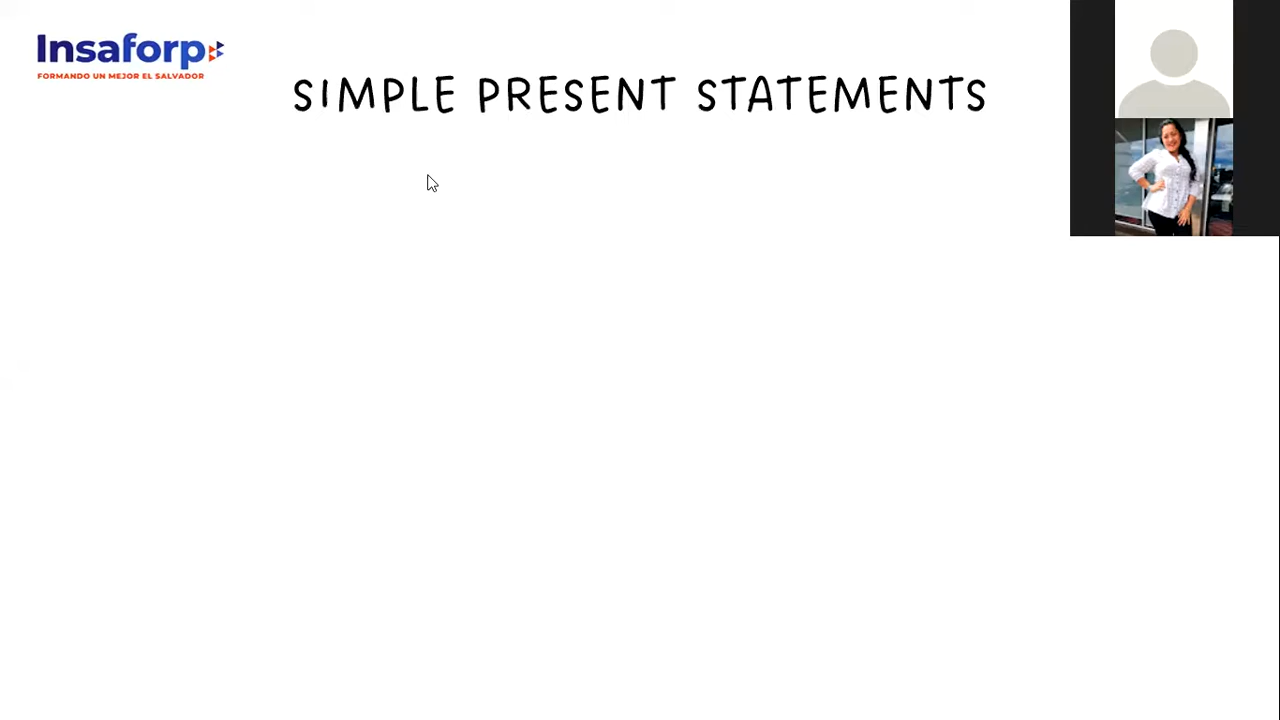 Insaforp
FORMANDO UN MEJOR EL SALVADOR
SIMPLE PRESENT STATEMENTS